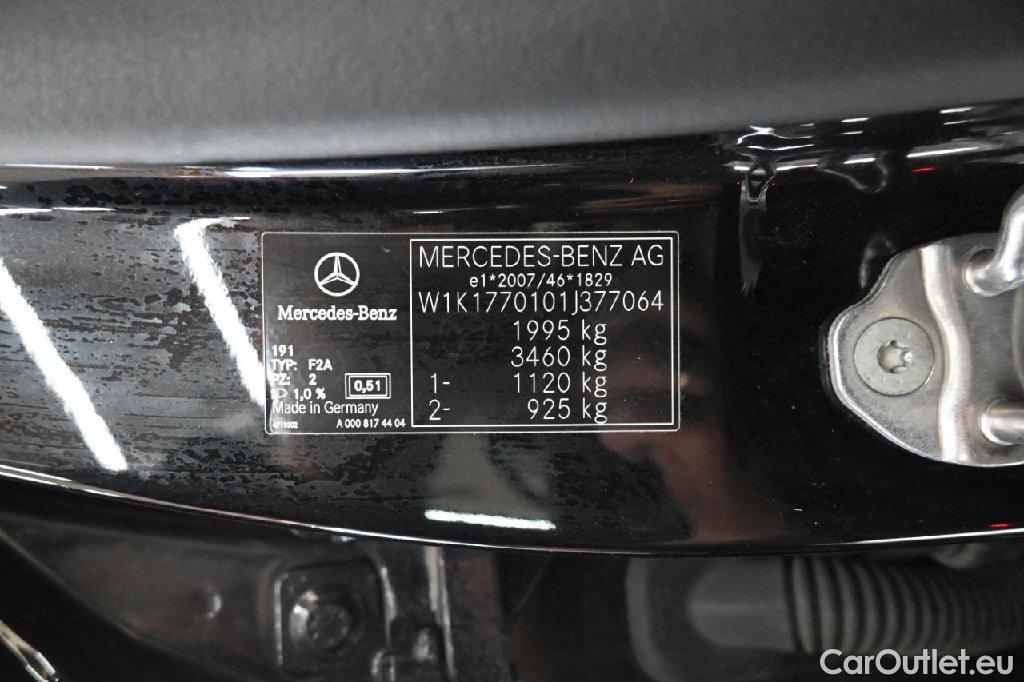 Mercedes-Benz
191
TYP: F2A
PZ: 2
1,0 %
0,51
Made in Germany
A 000 817 44 04
MERCEDES-BENZ AG
e1*2007/46*1829
W1K1770101J377064
1995 kg
3460 kg
1- 1120 kg
2- 925 kg
CarOutlet.eu